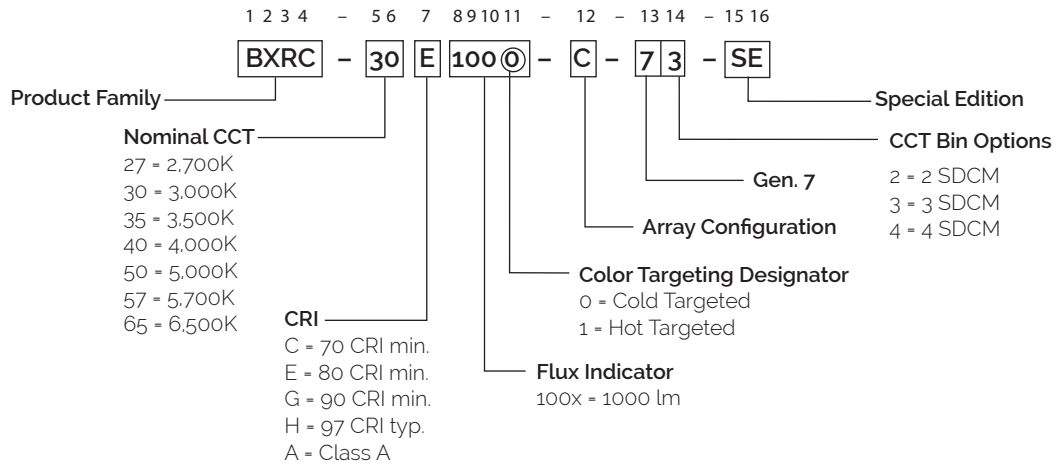 1 2 3 4 – 5 6 7 8 9 10 11 – 12 – 13 14 – 15 16
BXRC – 30 E 100 0 – C – 7 3 – SE
Product Family
Special Edition
Nominal CCT
27 = 2,700K
30 = 3,000K
35 = 3,500K
40 = 4,000K
50 = 5,000K
57 = 5,700K
65 = 6,500K
CCT Bin Options
2 = 2 SDCM
3 = 3 SDCM
4 = 4 SDCM
Gen. 7
Array Configuration
Color Targeting Designator
0 = Cold Targeted
1 = Hot Targeted
CRI
C = 70 CRI min.
E = 80 CRI min.
G = 90 CRI min.
H = 97 CRI typ.
A = Class A
Flux Indicator
100x = 1000 lm